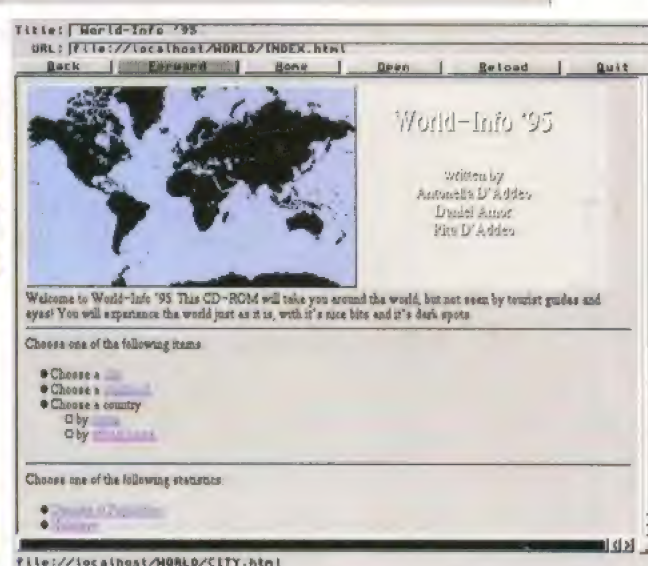 Title: World-Info '95
URL: file://localhost/WORLD/INDEX.html
Back Forward Home Open Reload Quit
World-Info '95
written by
Antonella D'Addeo
Daniel Amor
Rita D'Addeo
Welcome to World-Info '95. This CD-ROM will take you around the world, but not seen by tourist guides and
eyes! You will experience the world just as it is, with it's nice bits and it's dark spots.
Choose one of the following items
Choose a
Choose a
Choose a country
by
by
Choose one of the following statistics
file://localhost/WORLD/CITY.html